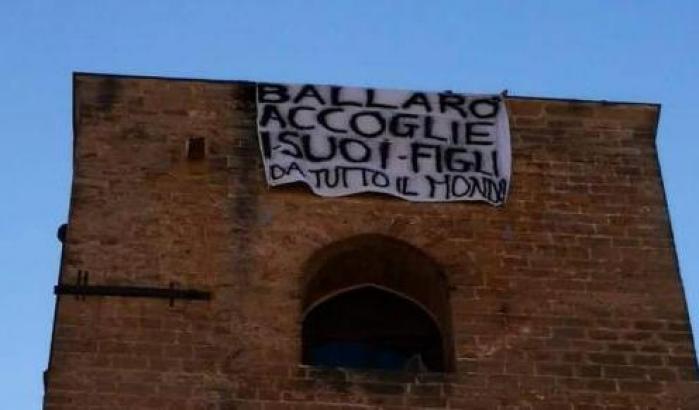 BALLARÒ
ACCOGLIE
I-SUOI-FIGLI
DA TUTTO IL MONDO